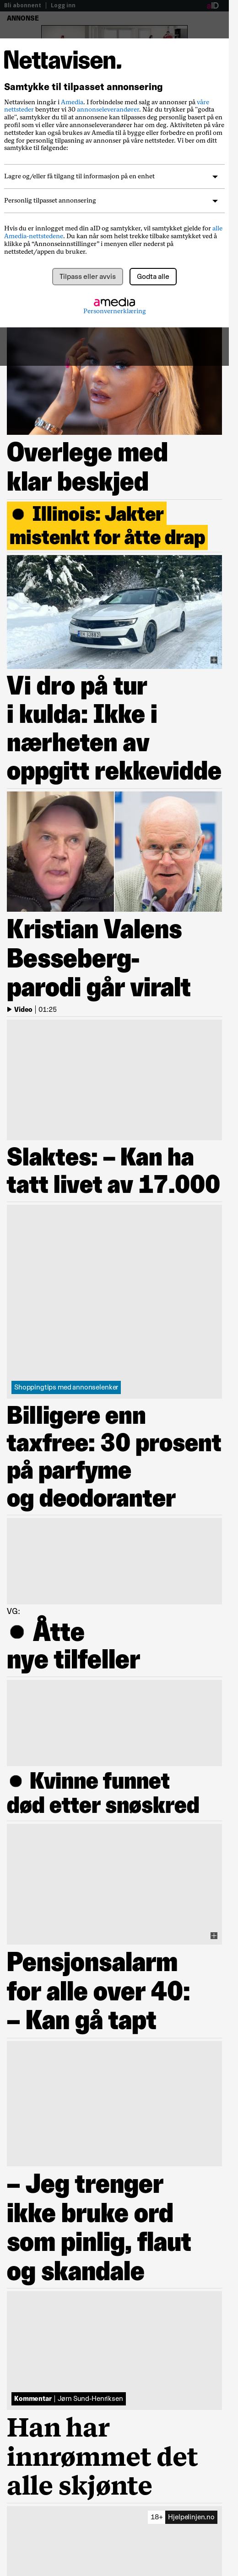 Bli abonnent | Logg inn
ANNONSE
Nettavisen.
Samtykke til tilpasset annonsering
Nettavisen inngår i Amedia. I forbindelse med salg av annonser på våre
nettsteder benytter vi 30 annonseleverandører. Når du trykker på "godta
alle", samtykker du til at annonsene kan tilpasses deg personlig basert på en
profil om deg eller enheten du bruker, og hva du har sett på. Aktiviteten på våre
nettsteder kan også brukes av Amedia til å bygge eller forbedre en profil om
deg for personlig tilpasning av annonser på våre nettsteder. Vi ber om ditt
samtykke til følgende:
Lagre og/eller få tilgang til informasjon på en enhet
Personlig tilpasset annonsering
Hvis du er innlogget med din aID og samtykker, vil samtykket gjelde for alle
Amedia-nettstedene. Du kan når som helst trekke tilbake samtykket ved å
klikke på “Annonseinnstillinger” i menyen eller nederst på
nettstedet/appen du bruker.
Tilpass eller avvis
Godta alle
amedia
Personvernerklæring
Overlege med
klar beskjed
● Illinois: Jakter
mistenkt for åtte drap
Vi dro på tur
i kulda: Ikke i
nærheten av
oppgitt rekkevidde
Kristian Valens
Besseberg-
parodi går viralt
Video | 01:25
Slaktes: – Kan ha
tatt livet av 17.000
Shoppingtips med annonselenker
Billigere enn
taxfree: 30 prosent
på parfyme
og deodoranter
VG:
● Åtte
nye tilfeller
● Kvinne funnet
død etter snøskred
Pensjonsalarm
for alle over 40:
– Kan gå tapt
– Jeg trenger
ikke bruke ord
som pinlig, flaut
og skandale
Kommentar | Jørn Sund-Henriksen
Han har
innrømmet det
alle skjønte
18+ Hjelpelinjen.no